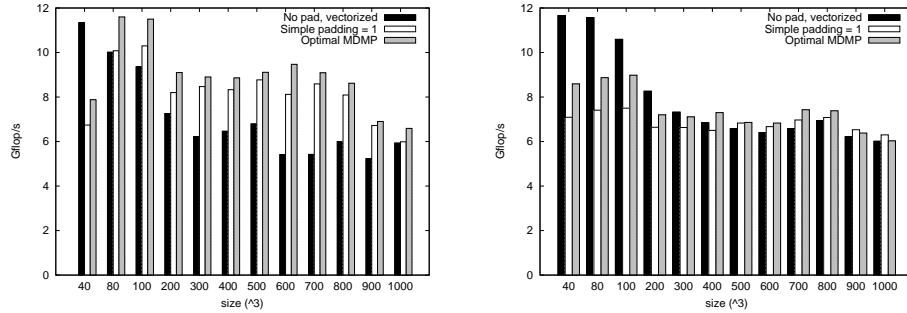 12
10
8
6
4
2
0
Gflop/s
No pad, vectorized
Simple padding = 1
Optimal MDMP
40 80 100 200 300 400 500 600 700 800 900 1000
size (^3)
12
10
8
6
4
2
0
Gflop/s
No pad, vectorized
Simple padding = 1
Optimal MDMP
40 80 100 200 300 400 500 600 700 800 900 1000
size (^3)